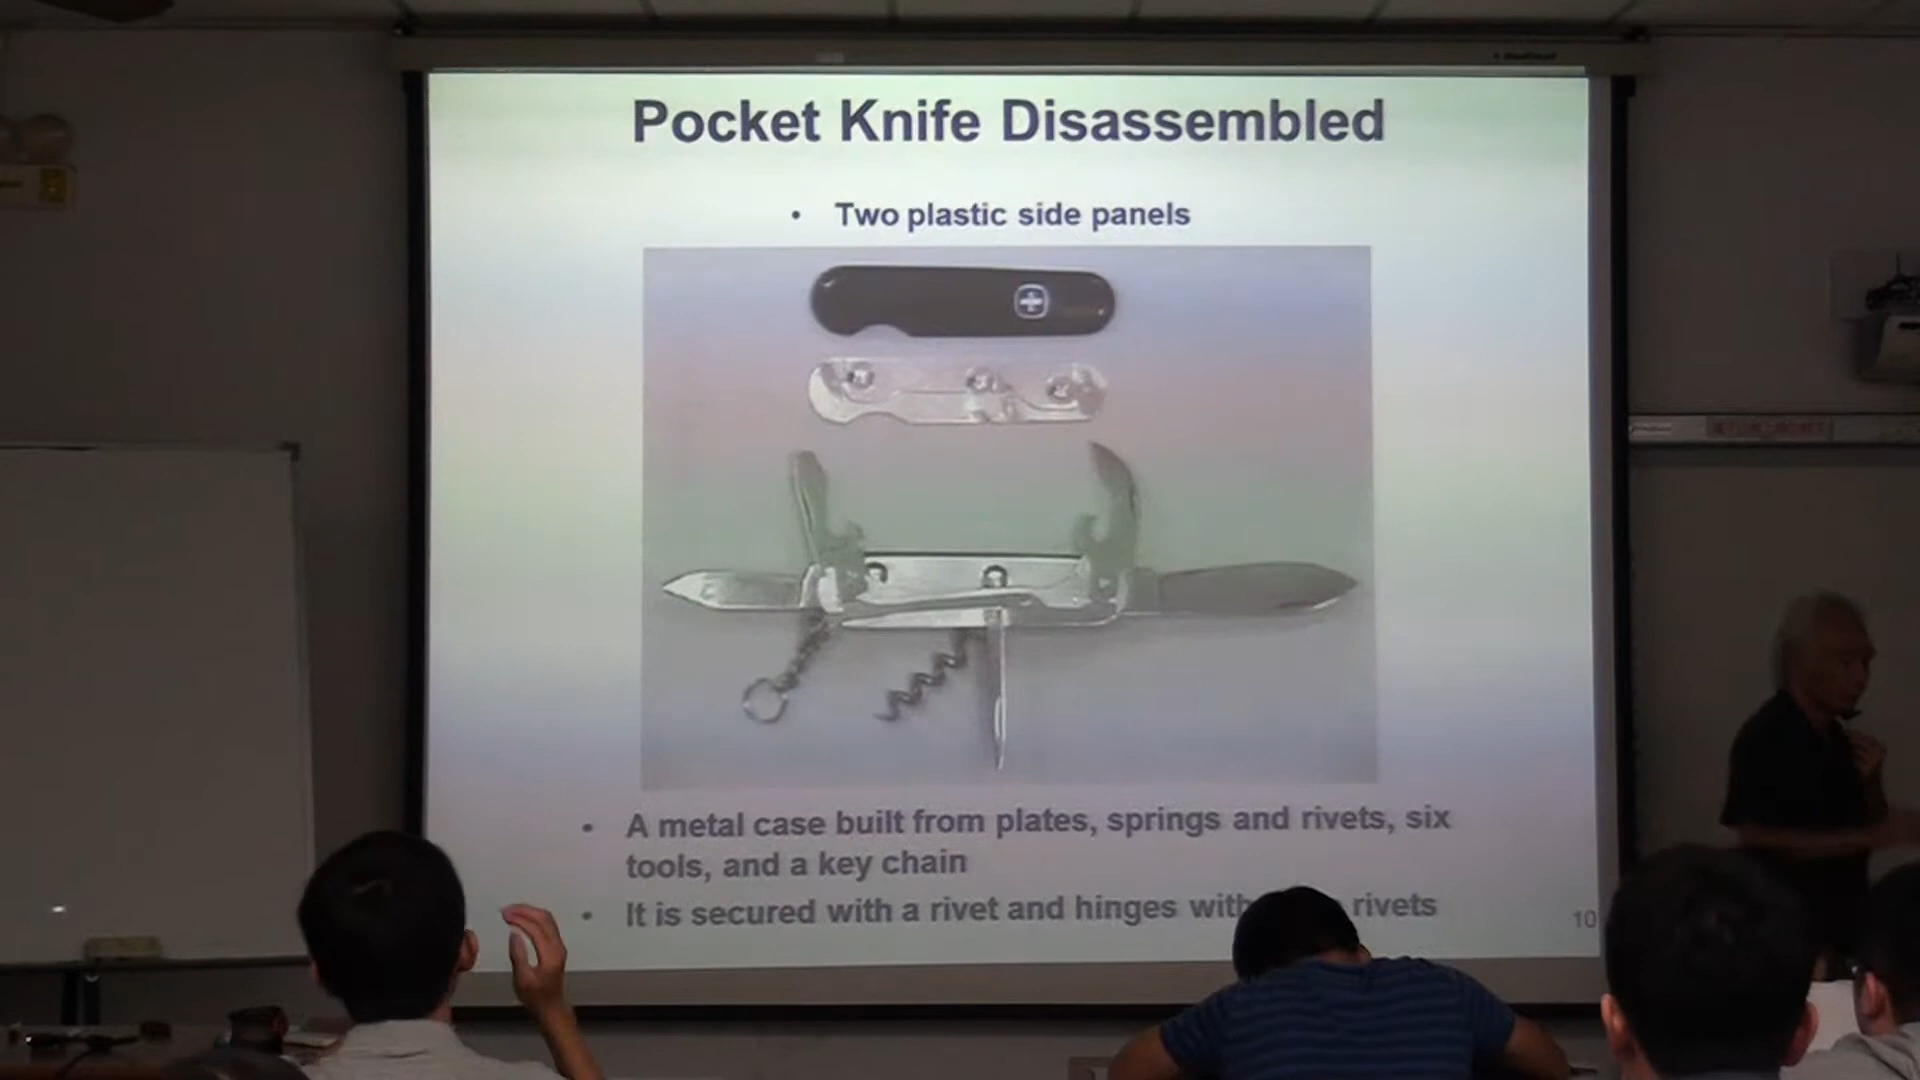 Pocket Knife Disassembled
• Two plastic side panels
• A metal case built from plates, springs and rivets, six
tools, and a key chain
• It is secured with a rivet and hinges with rivets
10